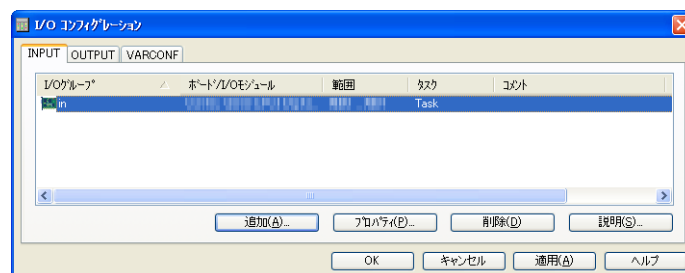 I/O コンフィグレーション
INPUT OUTPUT VARCONF
I/Oグループ ボード/I/Oモジュール 範囲 タスク コメント
in Task
追加(A)... プロパティ(P)... 削除(D) 説明(S)...
OK キャンセル 適用(A) ヘルプ